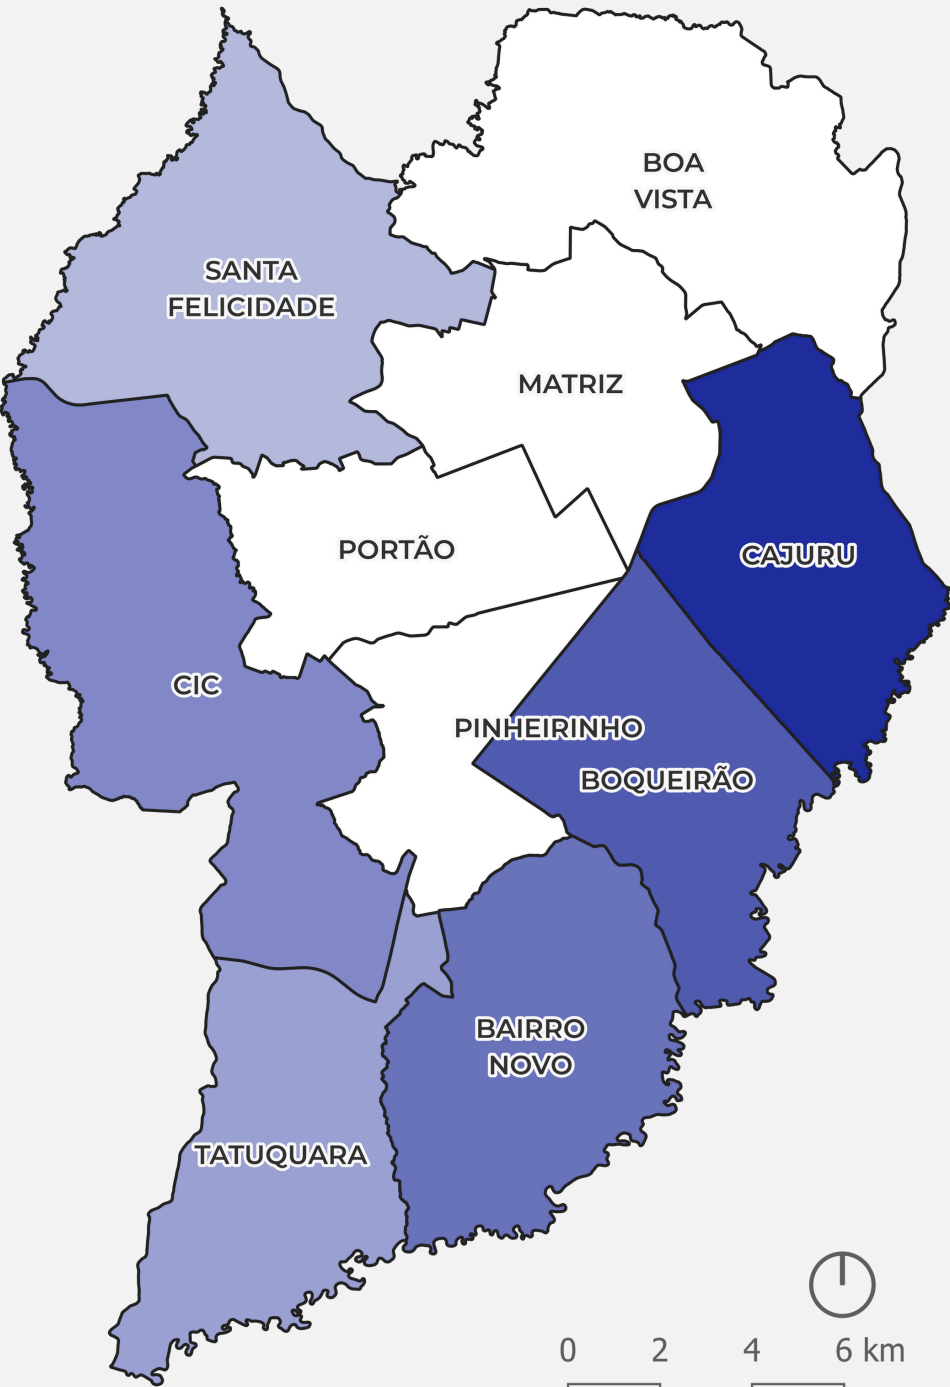 BOA
VISTA
SANTA
FELICIDADE
MATRIZ
PORTÃO
CAJURU
CIC
PINHEIRINHO
BOQUEIRÃO
BAIRRO
NOVO
TATUQUARA
0 2 4 6 km